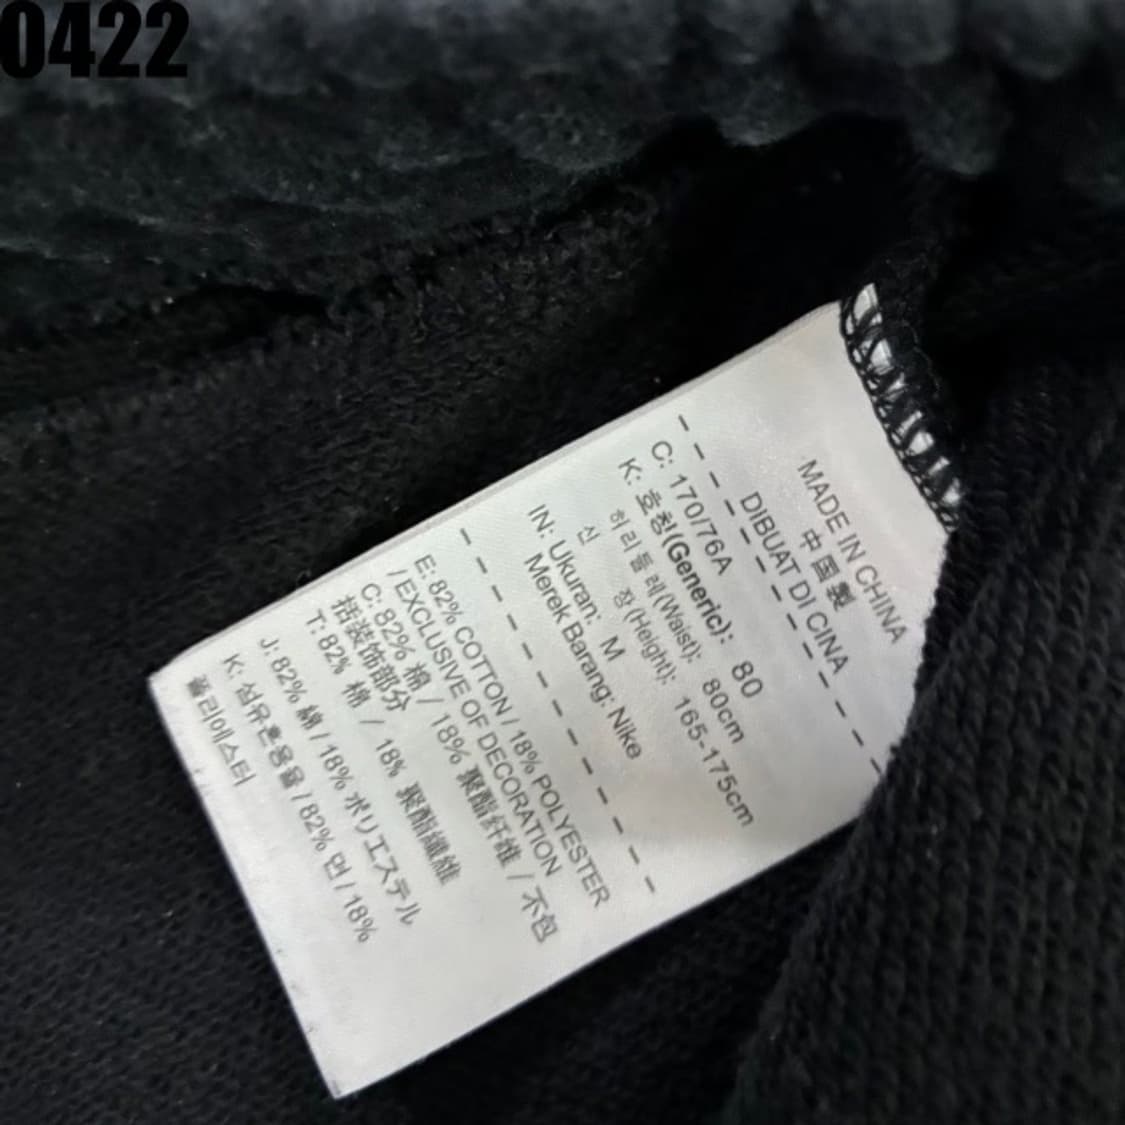 0422
MADE IN CHINA
中国製
DIBUAT DI CINA
C: 170/76A
K: 호칭(Generic): 80
허리둘레(Waist): 80cm
신 장(Height): 165-175cm
IN: Ukuran: M
Merek Barang: Nike
E: 82% COTTON / 18% POLYESTER
/ EXCLUSIVE OF DECORATION
C: 82% 棉 / 18% 聚酯纤维 / 不包
括装饰部分
T: 82% 棉 / 18% 聚酯纖維
J: 82% 綿 / 18% ポリエステル
K: 섬유혼용율 / 82% 면 / 18%
폴리에스터